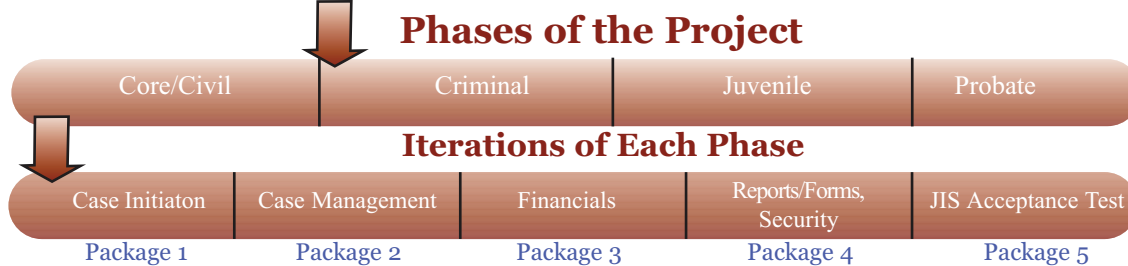 Phases of the Project
Core/Civil Criminal Juvenile Probate
Iterations of Each Phase
Case Initiaton Case Management Financials Reports/Forms, Security JIS Acceptance Test
Package 1 Package 2 Package 3 Package 4 Package 5